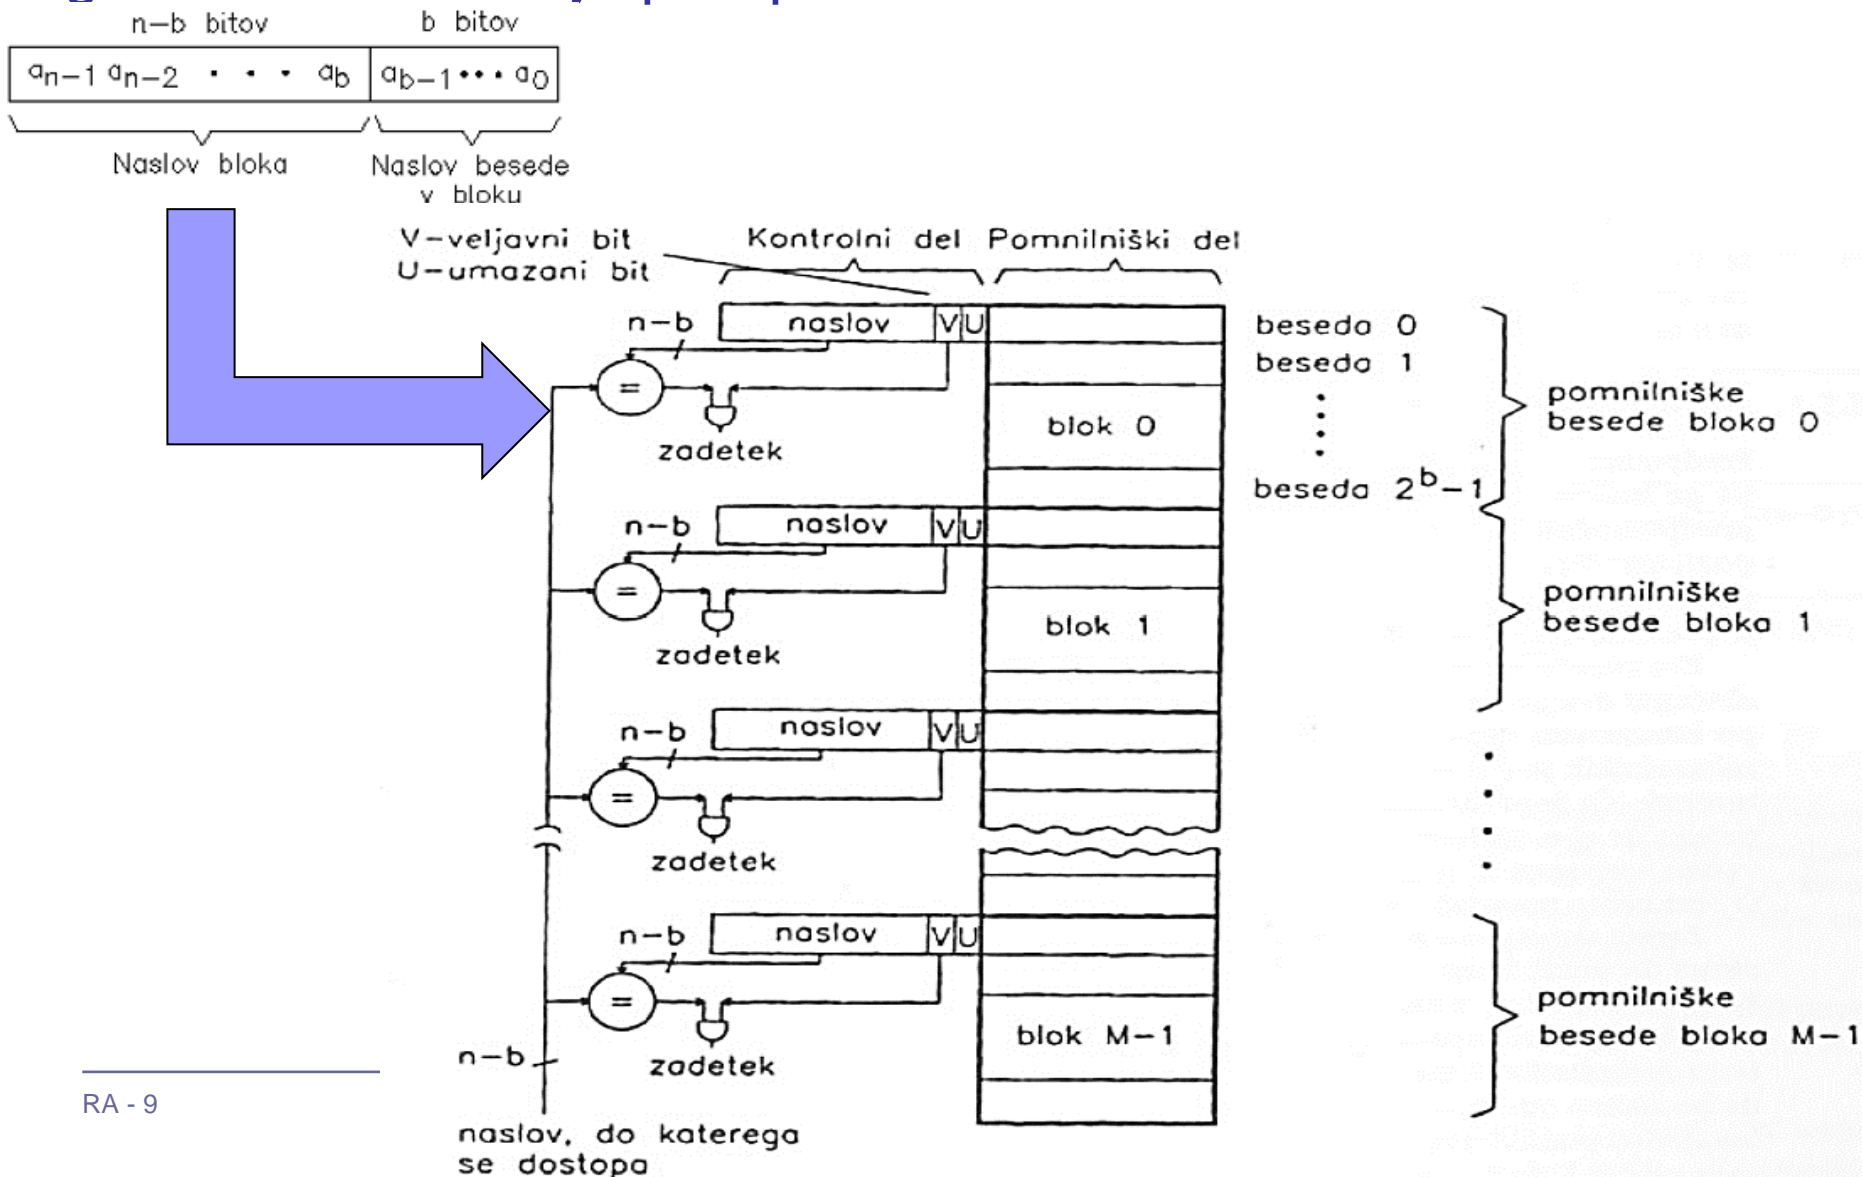 n-b bitov
b bitov
an-1 an-2 · · · ab
ab-1 ··· a0
Naslov bloka
Naslov besede
v bloku
V-veljavni bit
U-umazani bit
Kontrolni del
Pomnilniški del
n-b
naslov
V
U
=
zadetek
blok 0
beseda 0
beseda 1
beseda 2^b-1
pomnilniške
besede bloka 0
n-b
naslov
V
U
=
zadetek
blok 1
pomnilniške
besede bloka 1
n-b
naslov
V
U
=
zadetek
n-b
naslov
V
U
=
zadetek
blok M-1
pomnilniške
besede bloka M-1
n-b
naslov, do katerega
se dostopa
RA - 9